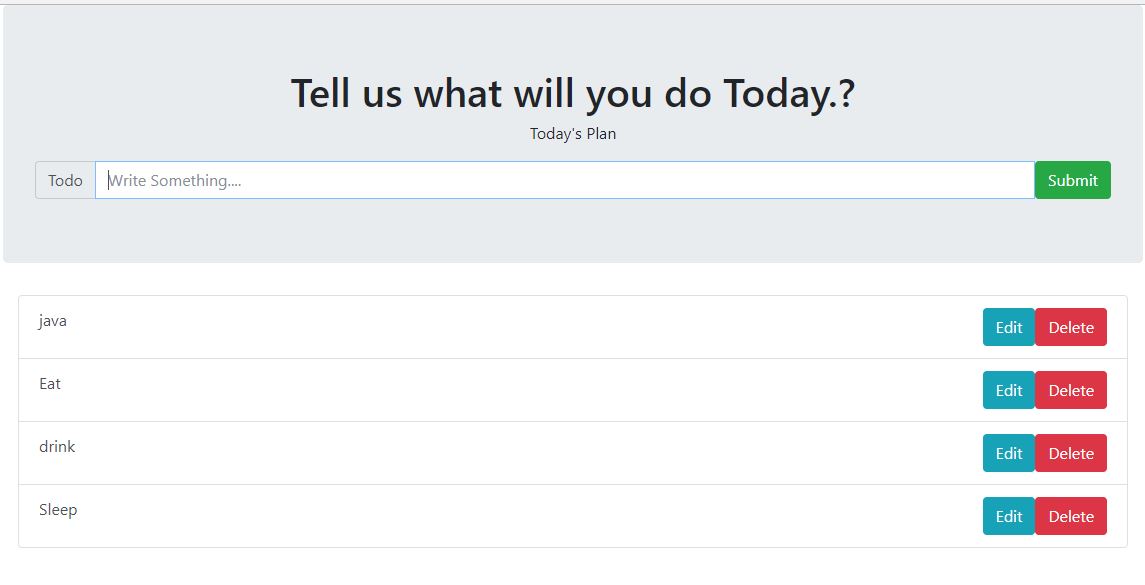 Tell us what will you do Today.?
Today's Plan
Todo Write Something.... Submit
java Edit Delete
Eat Edit Delete
drink Edit Delete
Sleep Edit Delete